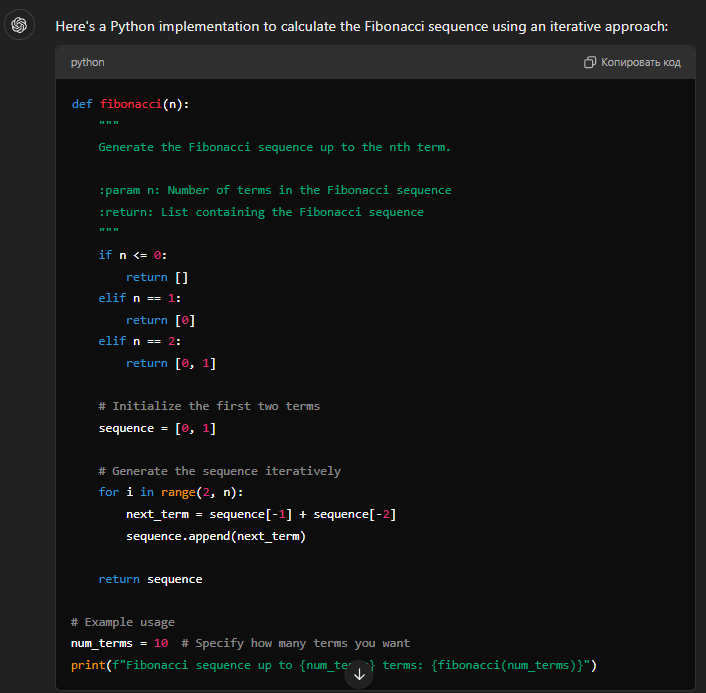 Here's a Python implementation to calculate the Fibonacci sequence using an iterative approach:
python
Копировать код
def fibonacci(n):
    """
    Generate the Fibonacci sequence up to the nth term.

    :param n: Number of terms in the Fibonacci sequence
    :return: List containing the Fibonacci sequence
    """
    if n <= 0:
        return []
    elif n == 1:
        return [0]
    elif n == 2:
        return [0, 1]

    # Initialize the first two terms
    sequence = [0, 1]

    # Generate the sequence iteratively
    for i in range(2, n):
        next_term = sequence[-1] + sequence[-2]
        sequence.append(next_term)

    return sequence

# Example usage
num_terms = 10  # Specify how many terms you want
print(f"Fibonacci sequence up to {} terms: {fibonacci(num_terms)}")